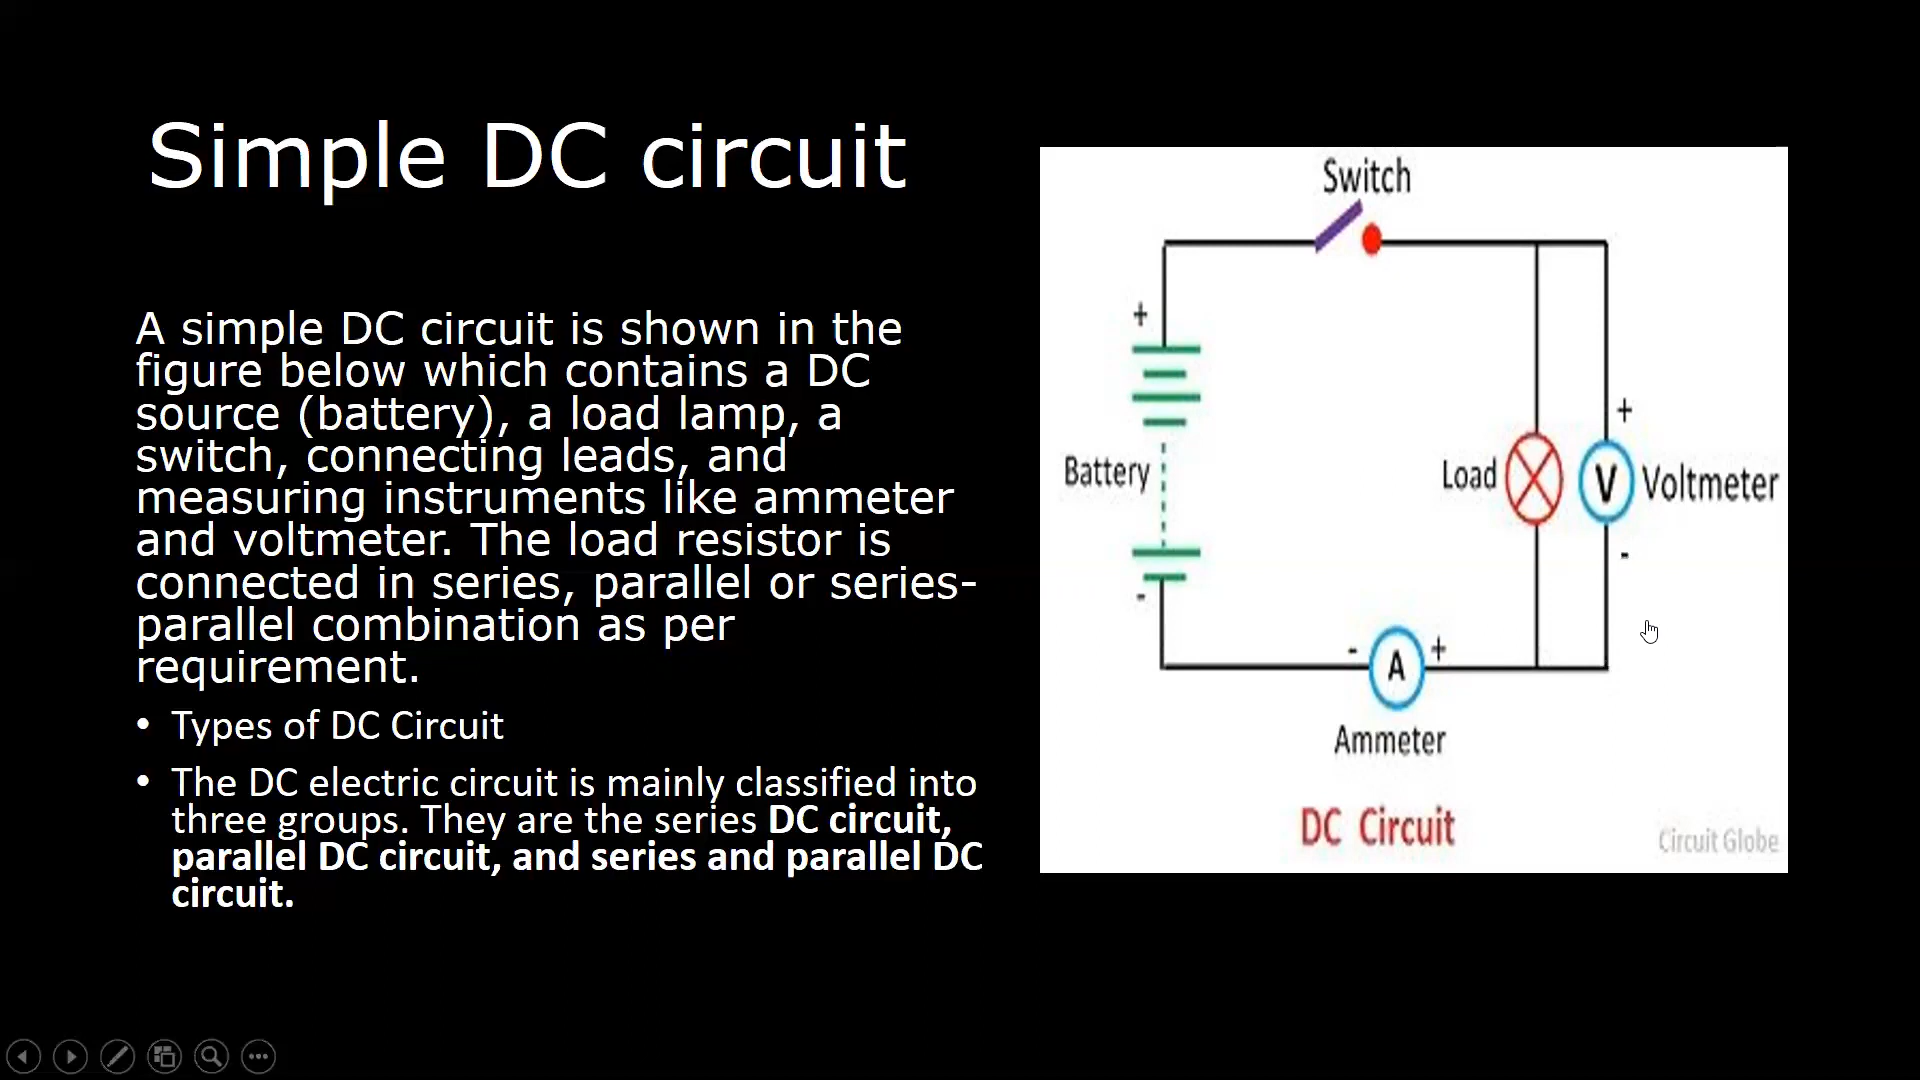 Simple DC circuit
A simple DC circuit is shown in the
figure below which contains a DC
source (battery), a load lamp, a
switch, connecting leads, and
measuring instruments like ammeter
and voltmeter. The load resistor is
connected in series, parallel or series-
parallel combination as per
requirement.
• Types of DC Circuit
• The DC electric circuit is mainly classified into
three groups. They are the series DC circuit,
parallel DC circuit, and series and parallel DC
circuit.
Switch
+
+
Battery
Load
V
Voltmeter
-
-
- A +
Ammeter
DC Circuit
Circuit Globe